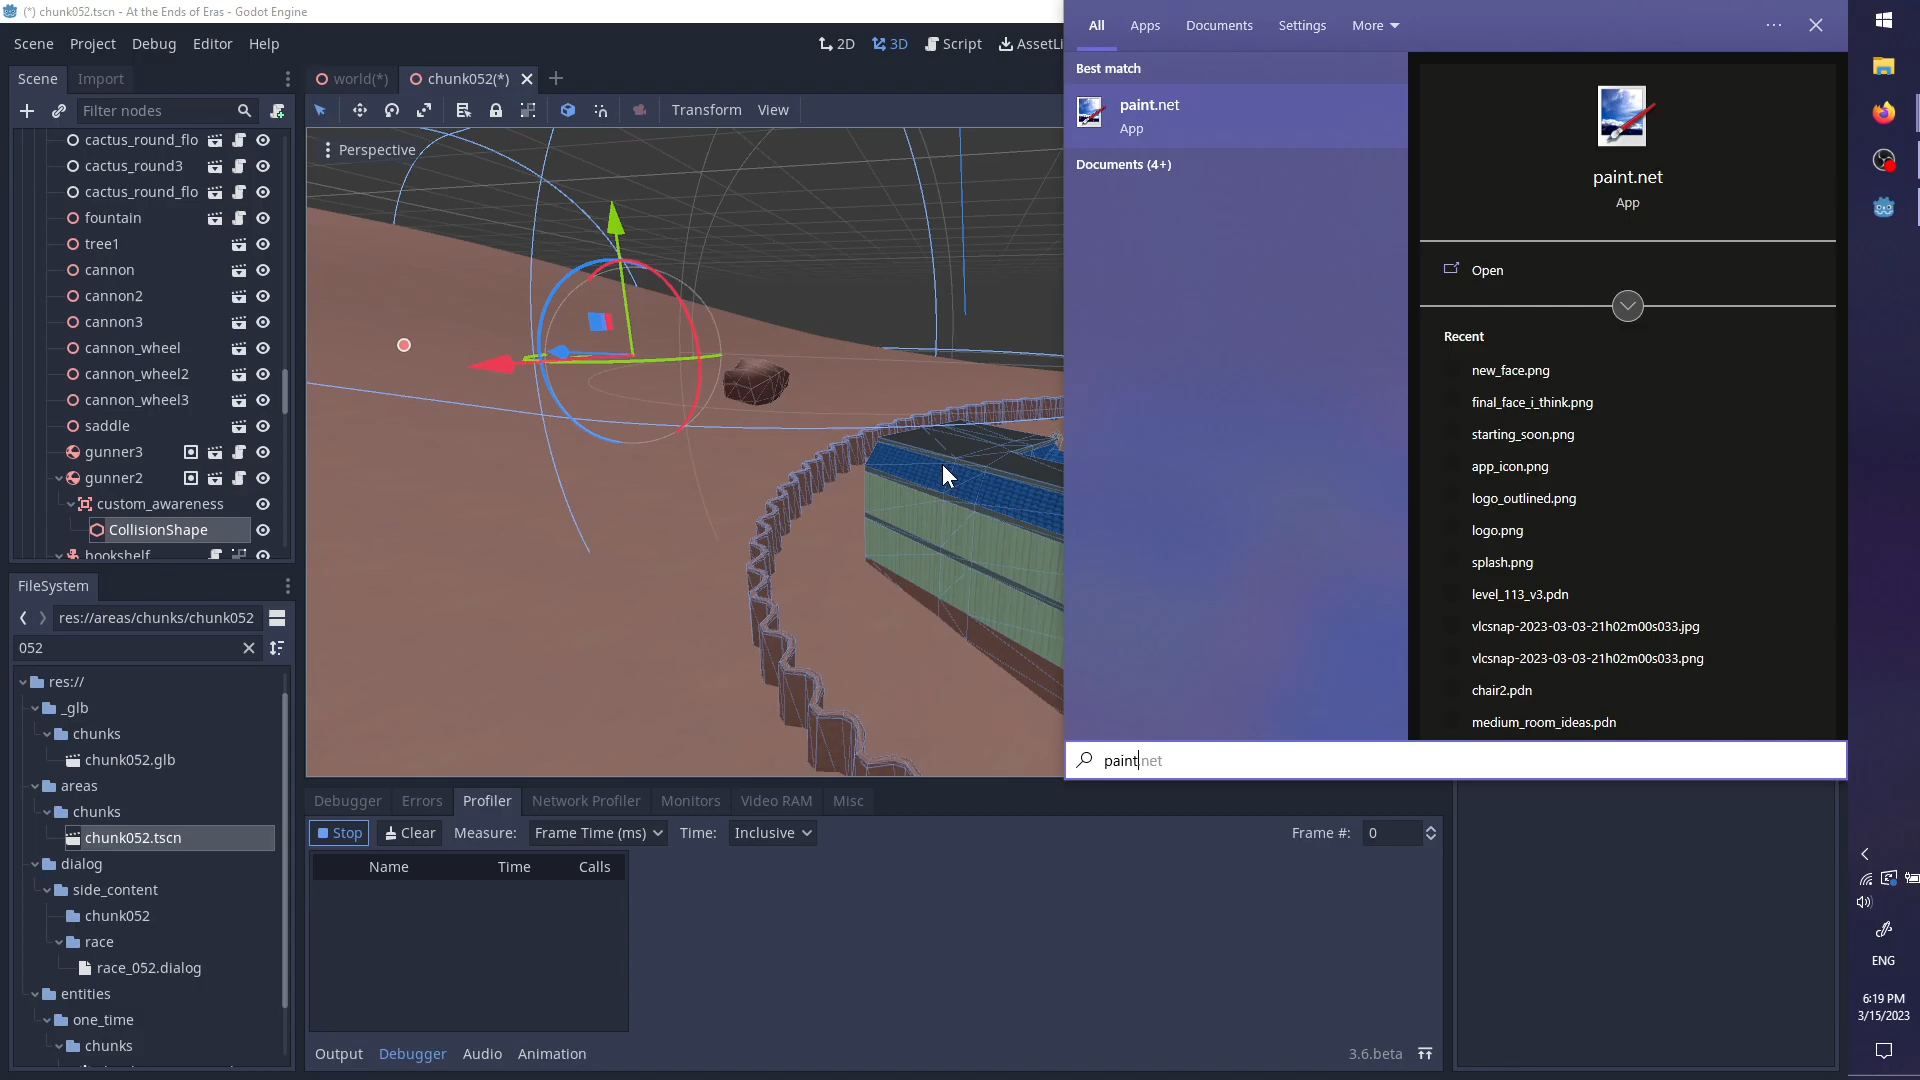 (*) chunk052.tscn - At the Ends of Eras - Godot Engine
Scene Project Debug Editor Help
2D 3D Script AssetLi
Scene Import
world(*) chunk052(*)
Filter nodes
Transform View
cactus_round_flo
cactus_round3
cactus_round_flo
fountain
tree1
cannon
cannon2
cannon3
cannon_wheel
cannon_wheel2
cannon_wheel3
saddle
gunner3
gunner2
custom_awareness
CollisionShape
bookshelf
Perspective
FileSystem
res://areas/chunks/chunk052
052
res://
_glb
chunks
chunk052.glb
areas
chunks
chunk052.tscn
dialog
side_content
chunk052
race
race_052.dialog
entities
one_time
chunks
Debugger Errors Profiler Network Profiler Monitors Video RAM Misc
Stop Clear Measure: Frame Time (ms) Time: Inclusive Frame #: 0
Name Time Calls
Output Debugger Audio Animation 3.6.beta
All Apps Documents Settings More
Best match
paint.net
App
Documents (4+)
paint.net
App
Open
Recent
new_face.png
final_face_i_think.png
starting_soon.png
app_icon.png
logo_outlined.png
logo.png
splash.png
level_113_v3.pdn
vlcsnap-2023-03-03-21h02m00s033.jpg
vlcsnap-2023-03-03-21h02m00s033.png
chair2.pdn
medium_room_ideas.pdn
paint.net
ENG
6:19 PM
3/15/2023